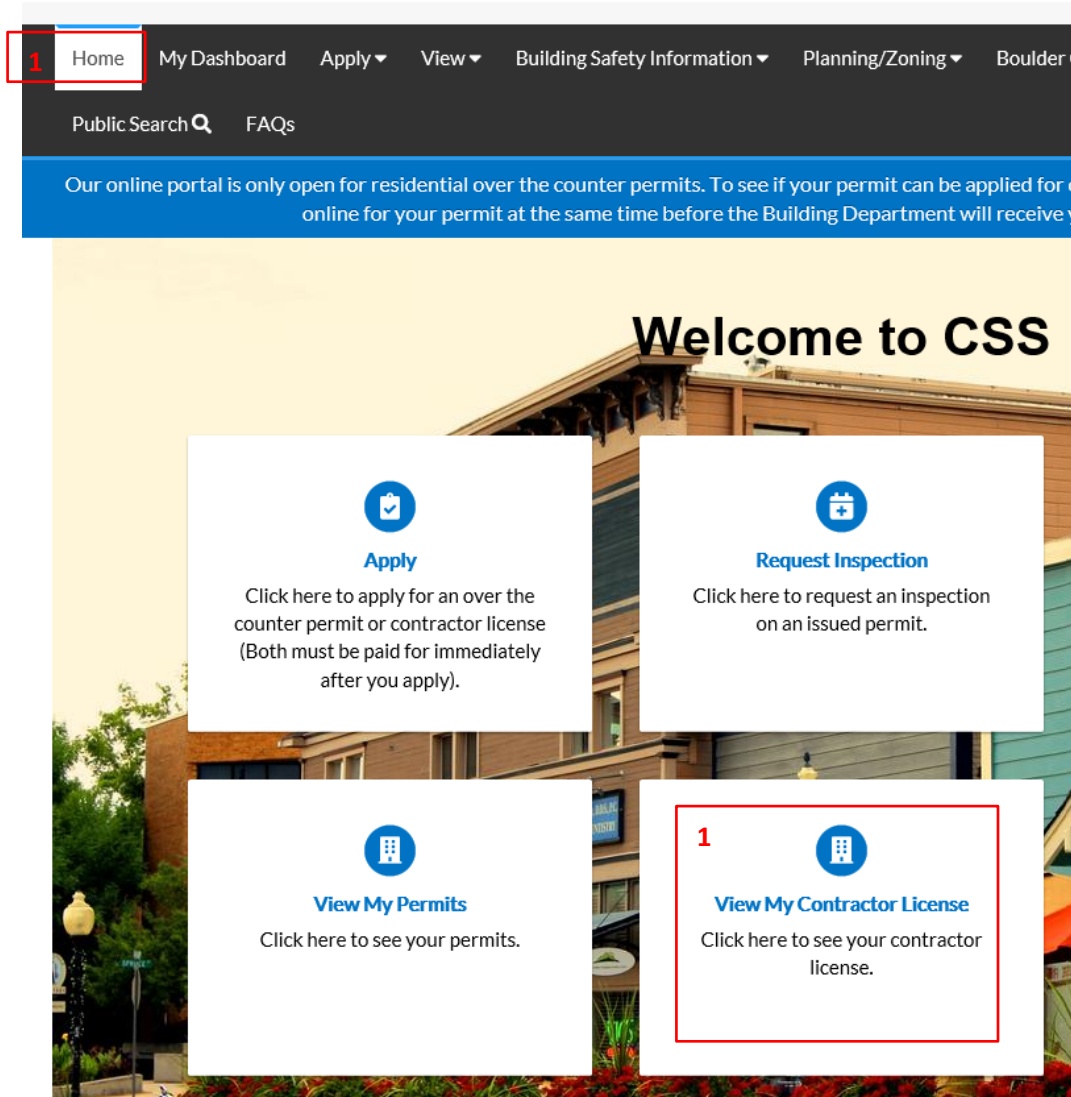 1 Home My Dashboard Apply View Building Safety Information Planning/Zoning Boulder
Public Search FAQs
Our online portal is only open for residential over the counter permits. To see if your permit can be applied for
online for your permit at the same time before the Building Department will receive
Welcome to CSS
Apply
Click here to apply for an over the
counter permit or contractor license
(Both must be paid for immediately
after you apply).
Request Inspection
Click here to request an inspection
on an issued permit.
View My Permits
Click here to see your permits.
1
View My Contractor License
Click here to see your contractor
license.
SPRUCE